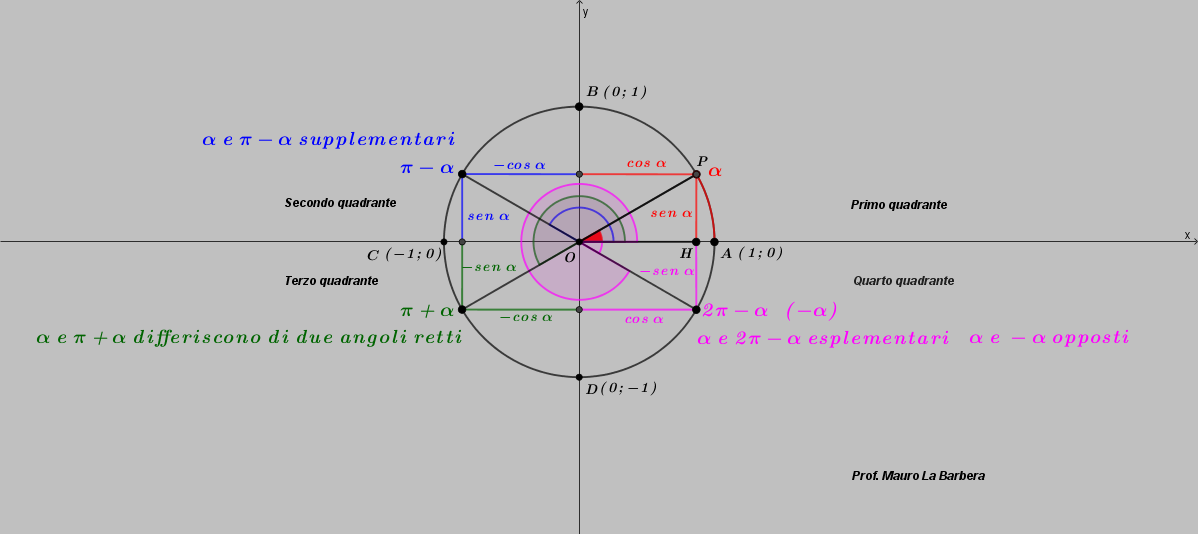 y
B (0; 1)
α e π − α supplementari
π − α
−cos α
cos α
P
α
Secondo quadrante
sen α
sen α
Primo quadrante
x
C (−1; 0)
O
H
A (1; 0)
−sen α
−sen α
Terzo quadrante
Quarto quadrante
π + α
−cos α
cos α
2π − α (−α)
α e π + α differiscono di due angoli retti
α e 2π − α esplementari α e − α opposti
D (0; −1)
Prof. Mauro La Barbera